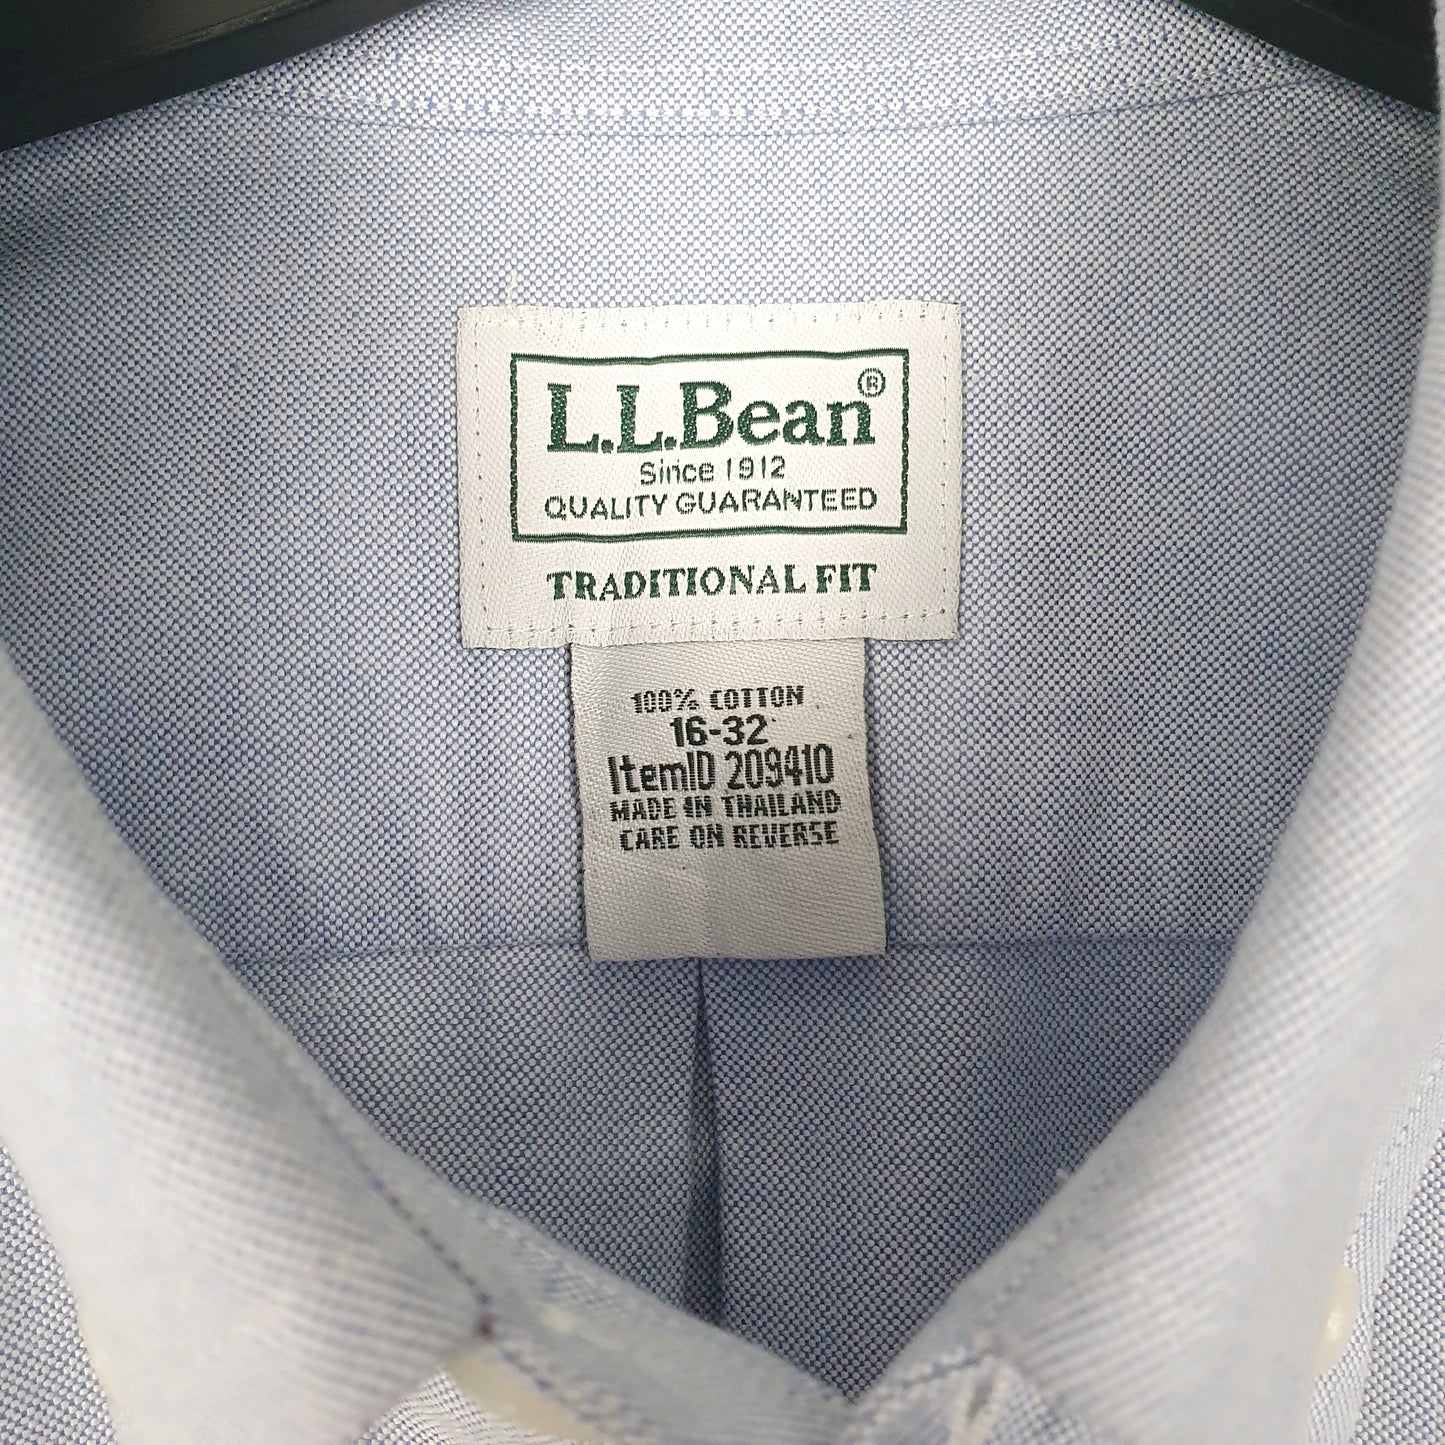 L.L.Bean®
Since 1912
QUALITY GUARANTEED
TRADITIONAL FIT
100% COTTON
16-32
ItemID 209410
MADE IN THAILAND
CARE ON REVERSE